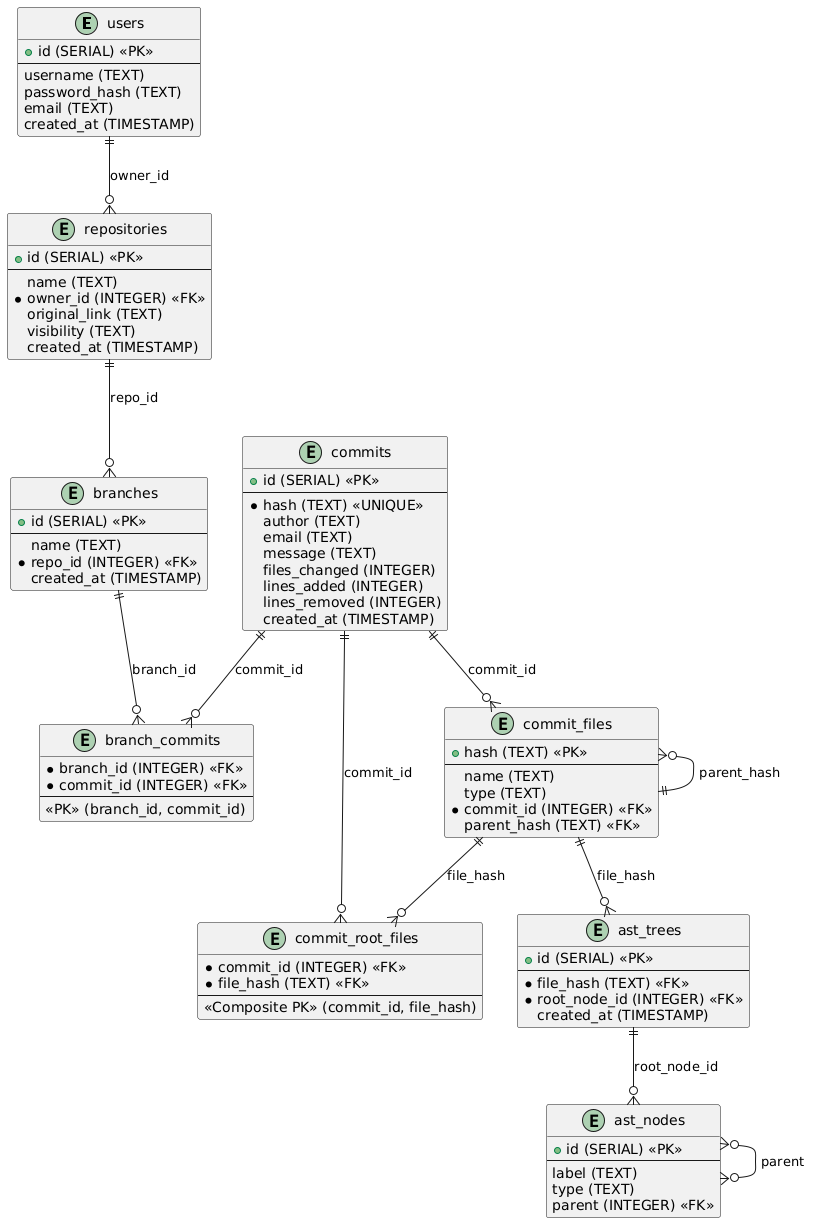 E users
id (SERIAL) «PK»
username (TEXT)
password_hash (TEXT)
email (TEXT)
created_at (TIMESTAMP)
owner_id
E repositories
id (SERIAL) «PK»
name (TEXT)
owner_id (INTEGER) «FK»
original_link (TEXT)
visibility (TEXT)
created_at (TIMESTAMP)
repo_id
E branches
id (SERIAL) «PK»
name (TEXT)
repo_id (INTEGER) «FK»
created_at (TIMESTAMP)
E commits
id (SERIAL) «PK»
hash (TEXT) «UNIQUE»
author (TEXT)
email (TEXT)
message (TEXT)
files_changed (INTEGER)
lines_added (INTEGER)
lines_removed (INTEGER)
created_at (TIMESTAMP)
branch_id
commit_id
commit_id
commit_id
E branch_commits
branch_id (INTEGER) «FK»
commit_id (INTEGER) «FK»
«PK» (branch_id, commit_id)
E commit_files
hash (TEXT) «PK»
name (TEXT)
type (TEXT)
commit_id (INTEGER) «FK»
parent_hash (TEXT) «FK»
parent_hash
file_hash
file_hash
E commit_root_files
commit_id (INTEGER) «FK»
file_hash (TEXT) «FK»
«Composite PK» (commit_id, file_hash)
E ast_trees
id (SERIAL) «PK»
file_hash (TEXT) «FK»
root_node_id (INTEGER) «FK»
created_at (TIMESTAMP)
root_node_id
E ast_nodes
id (SERIAL) «PK»
label (TEXT)
type (TEXT)
parent (INTEGER) «FK»
parent